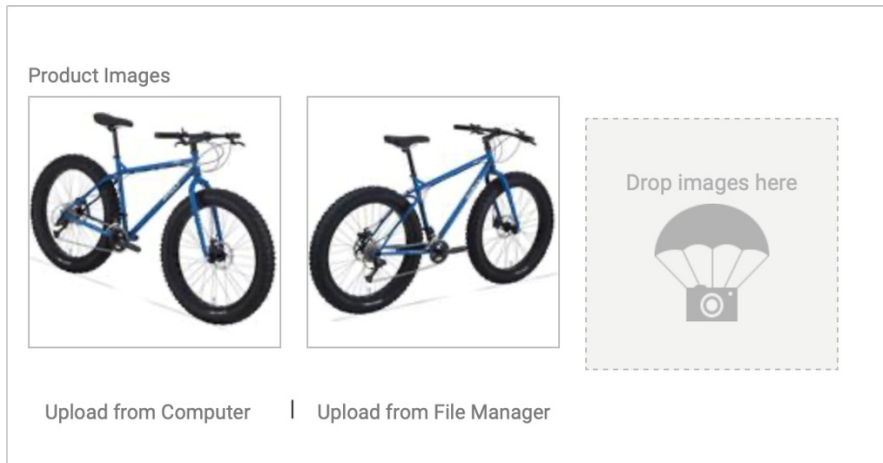 Product Images
Drop images here
Upload from Computer | Upload from File Manager